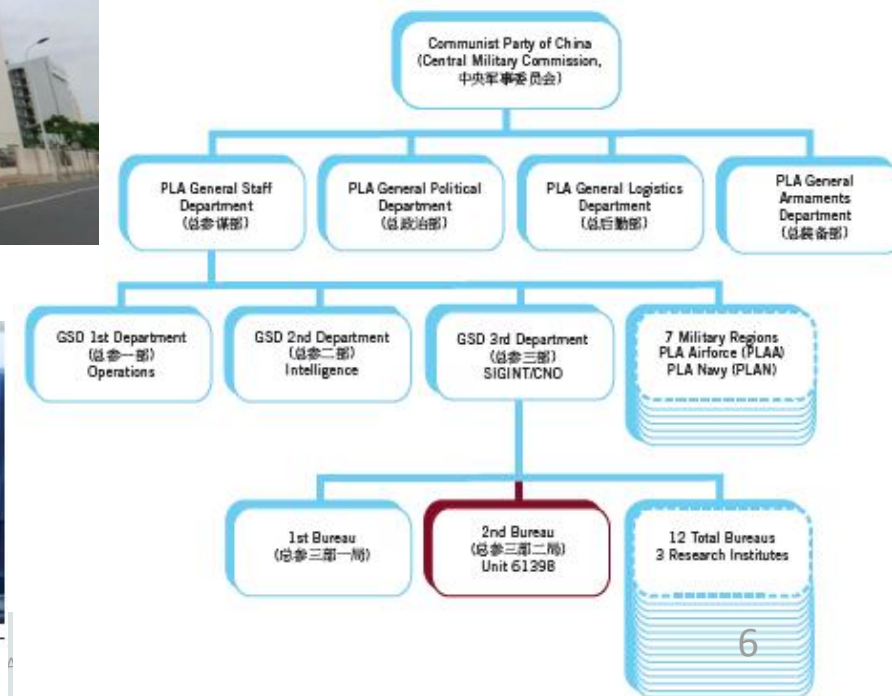 Communist Party of China
(Central Military Commission,
中央军事委员会)
PLA General Staff
Department
(总参谋部)
PLA General Political
Department
(总政治部)
PLA General Logistics
Department
(总后勤部)
PLA General
Armaments
Department
(总装备部)
GSD 1st Department
(总参一部)
Operations
GSD 2nd Department
(总参二部)
Intelligence
GSD 3rd Department
(总参三部)
SIGINT/CNO
7 Military Regions
PLA Airforce (PLAA)
PLA Navy (PLAN)
1st Bureau
(总参三部一局)
2nd Bureau
(总参三部二局)
Unit 61398
12 Total Bureaus
3 Research Institutes
6